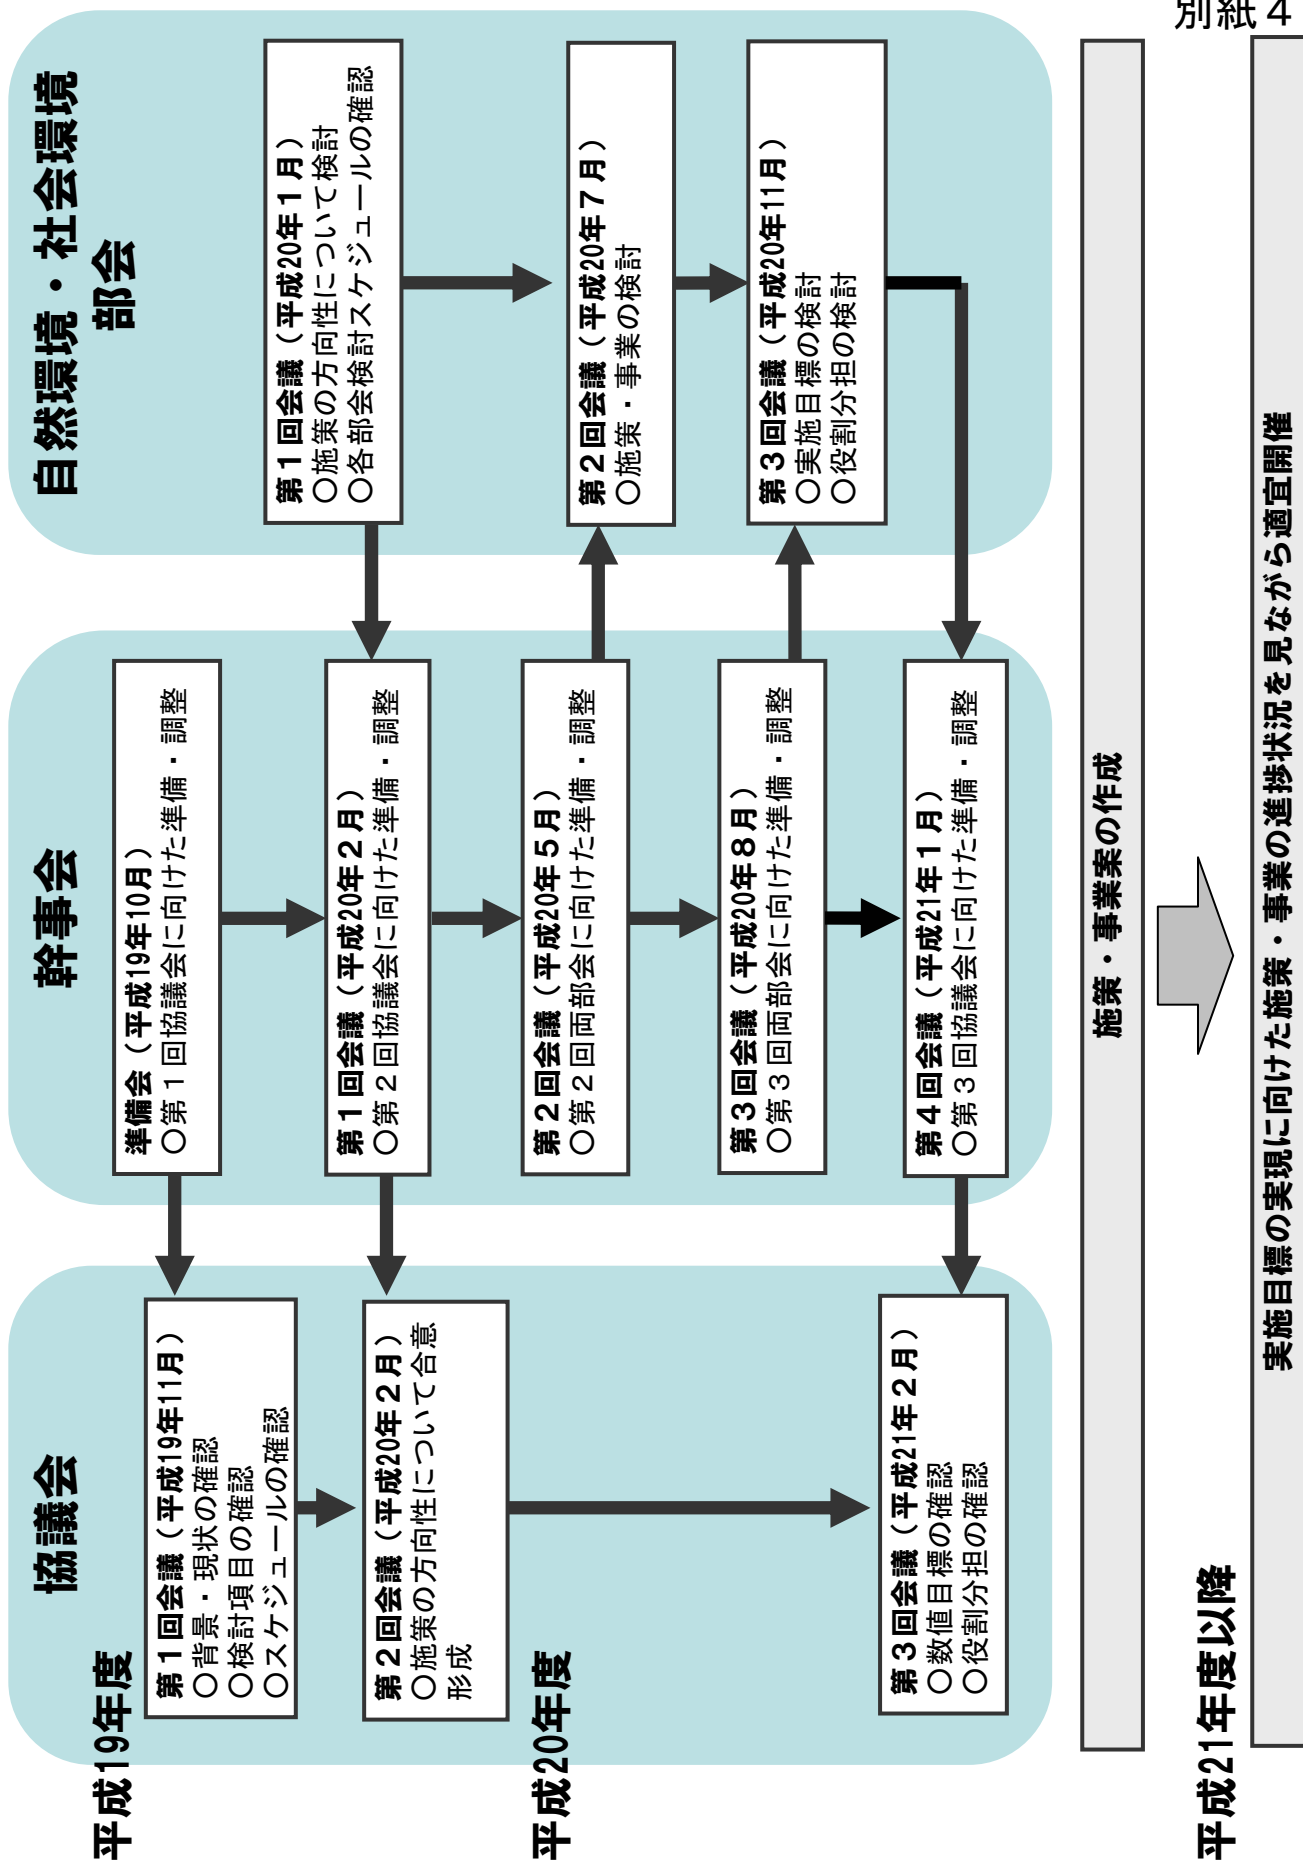 別紙４
協議会
幹事会
自然環境・社会環境
部会
平成19年度
第１回会議（平成19年11月）
○背景・現状の確認
○検討項目の確認
○スケジュールの確認
第２回会議（平成20年２月）
○施策の方向性について合意
形成
平成20年度
第３回会議（平成21年２月）
○数値目標の確認
○役割分担の確認
準備会（平成19年10月）
○第１回協議会に向けた準備・調整
第１回会議（平成20年２月）
○第２回協議会に向けた準備・調整
第２回会議（平成20年５月）
○第２回両部会に向けた準備・調整
第３回会議（平成20年８月）
○第３回両部会に向けた準備・調整
第４回会議（平成21年１月）
○第３回協議会に向けた準備・調整
第１回会議（平成20年１月）
○施策の方向性について検討
○各部会検討スケジュールの確認
第２回会議（平成20年７月）
○施策・事業の検討
第３回会議（平成20年11月）
○実施目標の検討
○役割分担の検討
施策・事業案の作成
平成21年度以降
実施目標の実現に向けた施策・事業の進捗状況を見ながら適宜開催